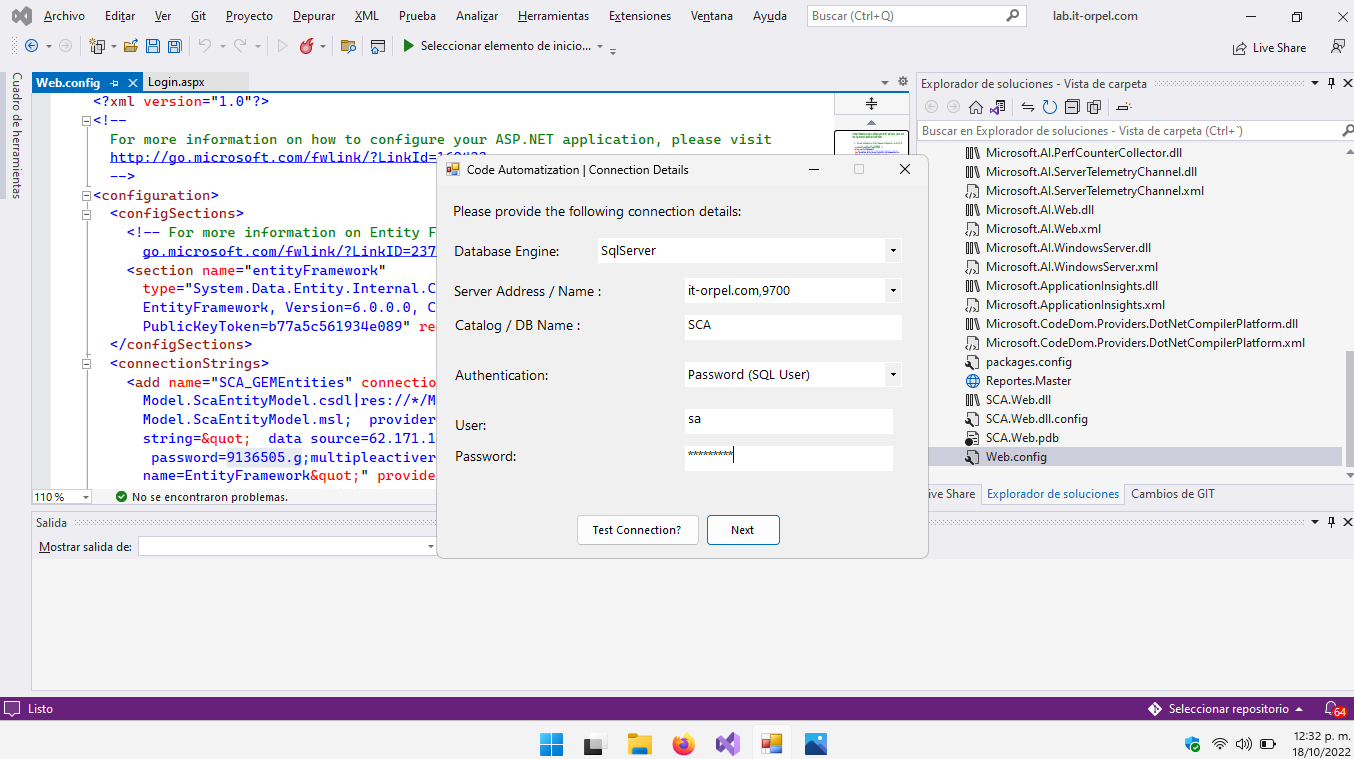 Archivo Editar Ver Git Proyecto Depurar XML Prueba Analizar Herramientas Extensiones Ventana Ayuda Buscar (Ctrl+Q) lab.it-orpel.com
Seleccionar elemento de inicio... Live Share
Cuadro de herramientas
Web.config Login.aspx
<?xml version="1.0"?>
<!--
For more information on how to configure your ASP.NET application, please visit
http://go.microsoft.com/fwlink/?LinkId=169433
-->
<configuration>
<configSections>
<!-- For more information on Entity F
go.microsoft.com/fwlink/?LinkID=237
<section name="entityFramework"
type="System.Data.Entity.Internal.C
EntityFramework, Version=6.0.0.0, C
PublicKeyToken=b77a5c561934e089" re
</configSections>
<connectionStrings>
<add name="SCA_GEMEntities" connectio
Model.ScaEntityModel.csdl|res://*/M
Model.ScaEntityModel.msl; provider
string=&quot; data source=62.171.1
password=9136505.g;multipleactiver
name=EntityFramework&quot;" provide
110 % No se encontraron problemas.
Code Automatization | Connection Details
Please provide the following connection details:
Database Engine: SqlServer
Server Address / Name : it-orpel.com,9700
Catalog / DB Name : SCA
Authentication: Password (SQL User)
User: sa
Password: *********
Test Connection? Next
Explorador de soluciones - Vista de carpeta
Buscar en Explorador de soluciones - Vista de carpeta (Ctrl+`)
Microsoft.AI.PerfCounterCollector.dll
Microsoft.AI.ServerTelemetryChannel.dll
Microsoft.AI.ServerTelemetryChannel.xml
Microsoft.AI.Web.dll
Microsoft.AI.Web.xml
Microsoft.AI.WindowsServer.dll
Microsoft.AI.WindowsServer.xml
Microsoft.ApplicationInsights.dll
Microsoft.ApplicationInsights.xml
Microsoft.CodeDom.Providers.DotNetCompilerPlatform.dll
Microsoft.CodeDom.Providers.DotNetCompilerPlatform.xml
packages.config
Reportes.Master
SCA.Web.dll
SCA.Web.dll.config
SCA.Web.pdb
Web.config
ive Share Explorador de soluciones Cambios de GIT
Salida
Mostrar salida de:
Listo Seleccionar repositorio 64
12:32 p. m.
18/10/2022